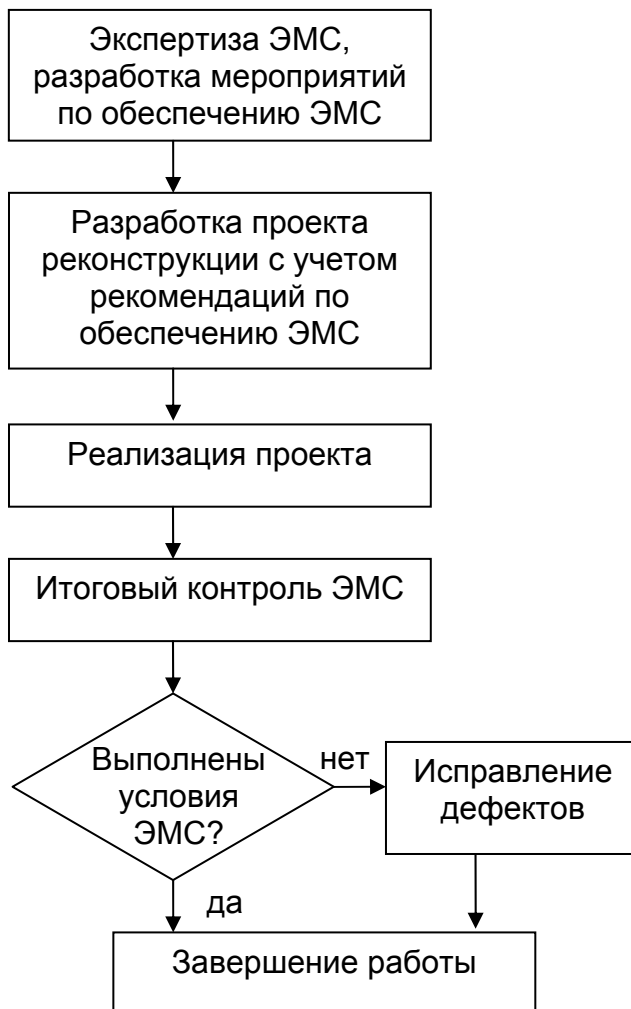 Экспертиза ЭМС,
разработка мероприятий
по обеспечению ЭМС
Разработка проекта
реконструкции с учетом
рекомендаций по
обеспечению ЭМС
Реализация проекта
Итоговый контроль ЭМС
Выполнены
условия
ЭМС?
нет
Исправление
дефектов
да
Завершение работы